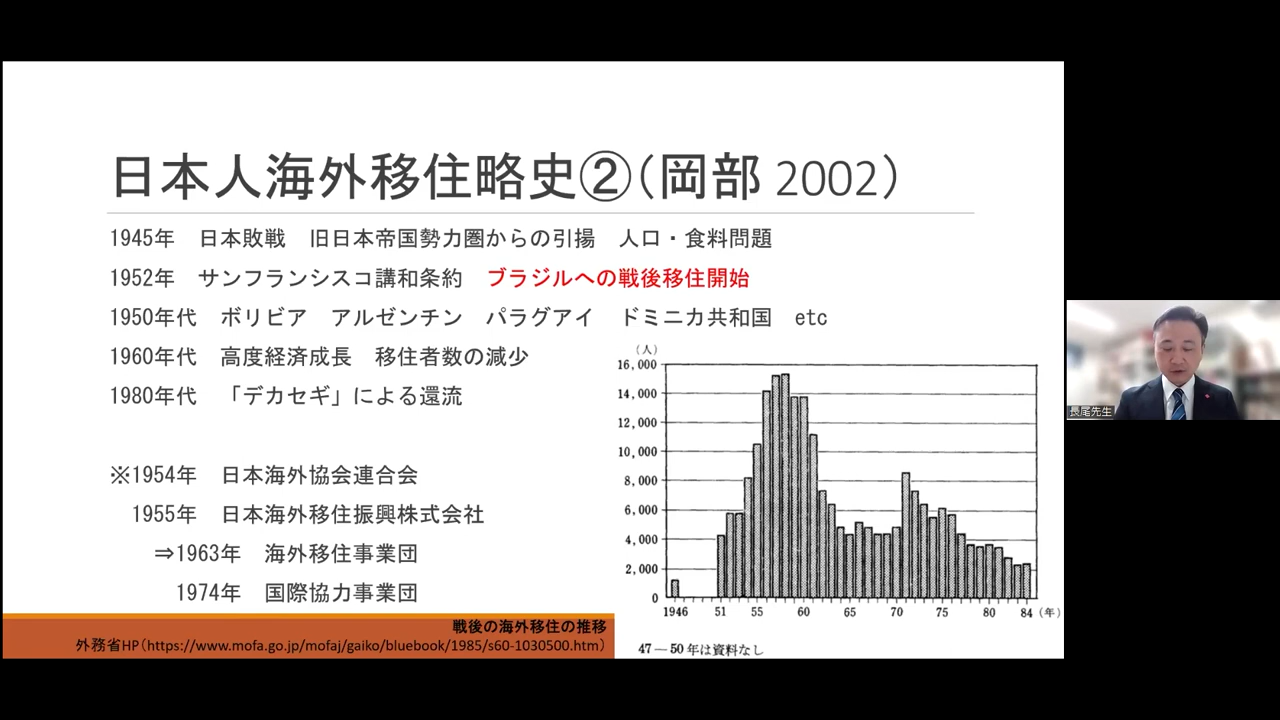 日本人海外移住略史②(岡部 2002)
1945年　日本敗戦　旧日本帝国勢力圏からの引揚　人口・食料問題
1952年　サンフランシスコ講和条約　ブラジルへの戦後移住開始
1950年代　ボリビア　アルゼンチン　パラグアイ　ドミニカ共和国　etc
1960年代　高度経済成長　移住者数の減少
1980年代　「デカセギ」による還流
※1954年　日本海外協会連合会
1955年　日本海外移住振興株式会社
⇒1963年　海外移住事業団
1974年　国際協力事業団
(人)
16,000
14,000
12,000
10,000
8,000
6,000
4,000
2,000
0
1946 51 55 60 65 70 75 80 84 (年)
47―50年は資料なし
戦後の海外移住の推移
外務省HP(https://www.mofa.go.jp/mofaj/gaiko/bluebook/1985/s60-1030500.htm)
長尾先生